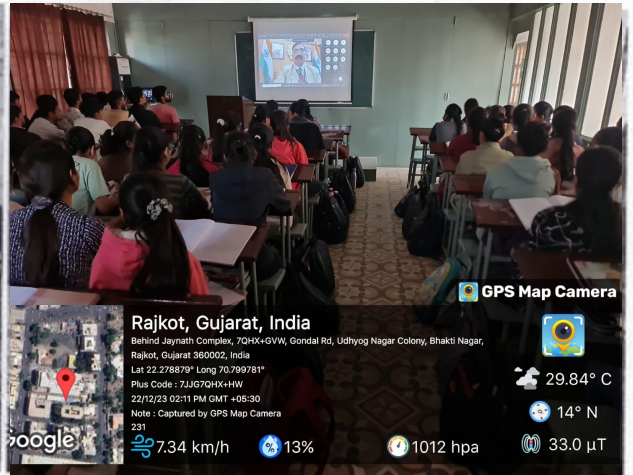 GPS Map Camera
Rajkot, Gujarat, India
Behind Jaynath Complex, 7QHX+GVW, Gondal Rd, Udhyog Nagar Colony, Bhakti Nagar,
Rajkot, Gujarat 360002, India
Lat 22.278879° Long 70.799781°
Plus Code : 7JJG7QHX+HW
22/12/23 02:11 PM GMT +05:30
Note : Captured by GPS Map Camera
231
Google
29.84° C
14° N
7.34 km/h
13%
1012 hpa
33.0 µT